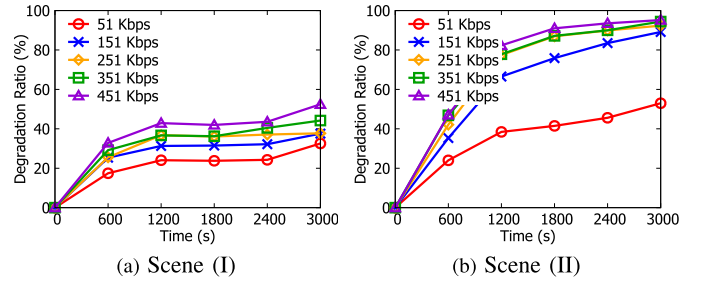 100
80
60
40
20
0
Degradation Ratio (%)
51 Kbps
151 Kbps
251 Kbps
351 Kbps
451 Kbps
0 600 1200 1800 2400 3000
Time (s)
(a) Scene (I)
100
80
60
40
20
0
Degradation Ratio (%)
51 Kbps
151 Kbps
251 Kbps
351 Kbps
451 Kbps
0 600 1200 1800 2400 3000
Time (s)
(b) Scene (II)